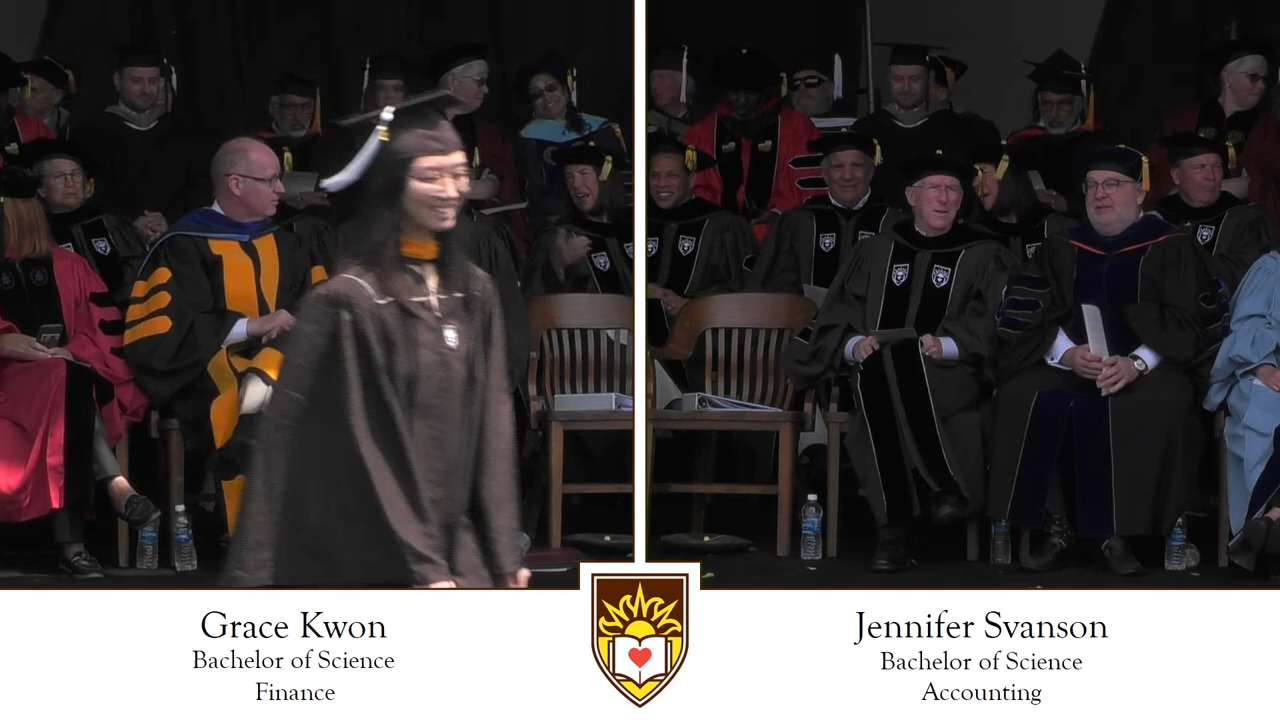 Grace Kwon
Bachelor of Science
Finance
Jennifer Svanson
Bachelor of Science
Accounting